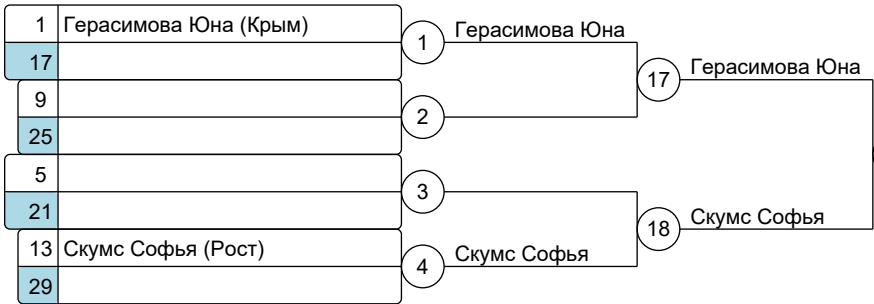 1 Герасимова Юна (Крым)
17
9
25
5
21
13 Скумс Софья (Рост)
29
1 Герасимова Юна
2
3
4 Скумс Софья
17 Герасимова Юна
18 Скумс Софья